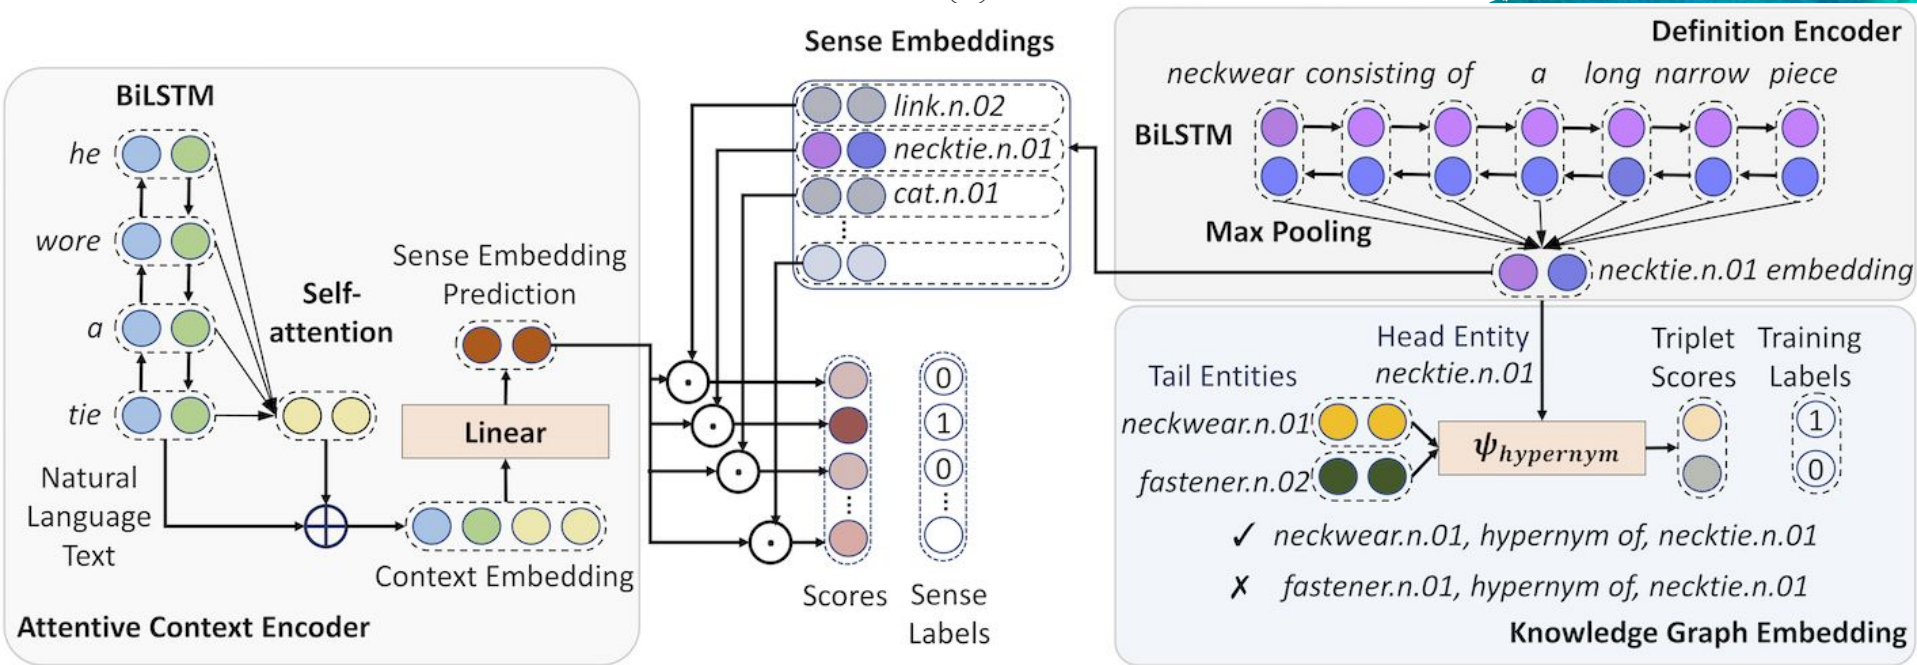 Sense Embeddings
link.n.02
necktie.n.01
cat.n.01
BiLSTM
he
wore
a
tie
Self-
attention
Sense Embedding
Prediction
Linear
Natural
Language
Text
Context Embedding
Attentive Context Encoder
0
1
0
Scores
Sense
Labels
Definition Encoder
neckwear consisting of a long narrow piece
BiLSTM
Max Pooling
necktie.n.01 embedding
Head Entity
necktie.n.01
Triplet
Scores
Training
Labels
Tail Entities
neckwear.n.01
fastener.n.02
ψhypernym
1
0
✓ neckwear.n.01, hypernym of, necktie.n.01
✗ fastener.n.01, hypernym of, necktie.n.01
Knowledge Graph Embedding